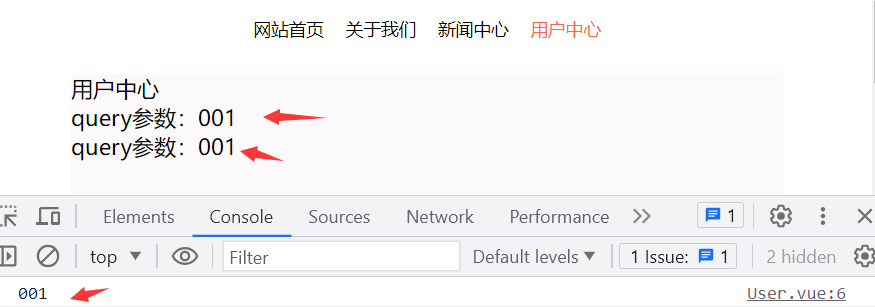 网站首页 关于我们 新闻中心 用户中心
用户中心
query参数：001
query参数：001
Elements Console Sources Network Performance 1
top Filter Default levels 1 Issue: 1 2 hidden
001 User.vue:6